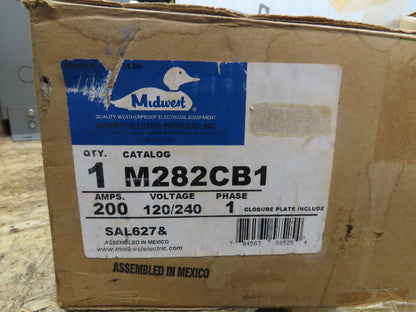 Midwest
QUALITY WEATHERPROOF ELECTRICAL EQUIPMENT
MIDWEST ELECTRIC PRODUCTS, INC.
QTY. CATALOG
1 M282CB1
AMPS. VOLTAGE PHASE
200 120/240 1 CLOSURE PLATE INCLUDE
SAL627&
ASSEMBLED IN MEXICO
www.midwestelectric.com
ASSEMBLED IN MEXICO